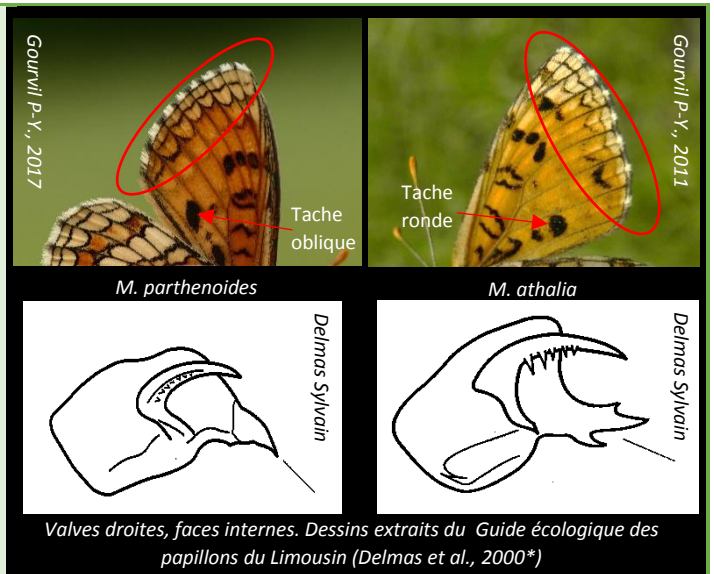 Gourvil P-Y., 2017
Tache
oblique
Gourvil P-Y., 2011
Tache
ronde
M. parthenoides
M. athalia
Delmas Sylvain
Delmas Sylvain
Valves droites, faces internes. Dessins extraits du Guide écologique des
papillons du Limousin (Delmas et al., 2000*)